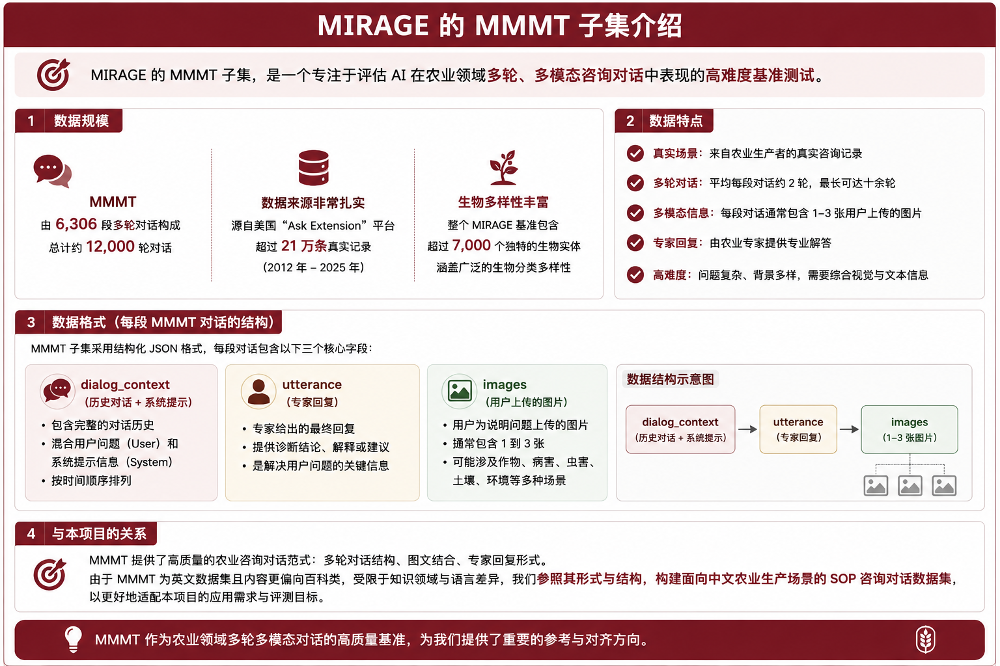 MIRAGE 的 MMMT 子集介绍
MIRAGE 的 MMMT 子集，是一个专注于评估 AI 在农业领域多轮、多模态咨询对话中表现的高难度基准测试。
1 数据规模
MMMT
由 6,306 段多轮对话构成
总计约 12,000 轮对话
数据来源非常扎实
源自美国“Ask Extension”平台
超过 21 万条真实记录
（2012 年 – 2025 年）
生物多样性丰富
整个 MIRAGE 基准包含
超过 7,000 个独特的生物实体
涵盖广泛的生物分类多样性
2 数据特点
真实场景：来自农业生产者的真实咨询记录
多轮对话：平均每段对话约 2 轮，最长可达十余轮
多模态信息：每段对话通常包含 1–3 张用户上传的图片
专家回复：由农业专家提供专业解答
高难度：问题复杂、背景多样，需要综合视觉与文本信息
3 数据格式（每段 MMMT 对话的结构）
MMMT 子集采用结构化 JSON 格式，每段对话包含以下三个核心字段：
dialog_context
（历史对话 + 系统提示）
• 包含完整的对话历史
• 混合用户问题（User）和
系统提示信息（System）
• 按时间顺序排列
utterance
（专家回复）
• 专家给出的最终回复
• 提供诊断结论、解释或建议
• 是解决用户问题的关键信息
images
（用户上传的图片）
• 用户为说明问题上传的图片
• 通常包含 1 到 3 张
• 可能涉及作物、病害、虫害、
土壤、环境等多种场景
数据结构示意图
dialog_context
（历史对话 + 系统提示）
utterance
（专家回复）
images
（1–3 张图片）
4 与本项目的关系
MMMT 提供了高质量的农业咨询对话范式：多轮对话结构、图文结合、专家回复形式。
由于 MMMT 为英文数据集且内容更偏向百科类，受限于知识领域与语言差异，我们参照其形式与结构，构建面向中文农业生产场景的 SOP 咨询对话数据集，
以更好地适配本项目的应用需求与评测目标。
MMMT 作为农业领域多轮多模态对话的高质量基准，为我们提供了重要的参考与对齐方向。